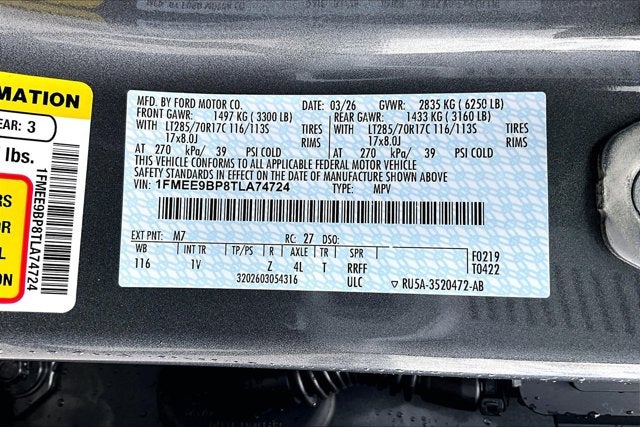 MFD. BY FORD MOTOR CO. DATE: 03/26 GVWR: 2835 KG ( 6250 LB)
FRONT GAWR: 1497 KG ( 3300 LB) REAR GAWR: 1433 KG ( 3160 LB)
WITH LT285/70R17C 116/113S TIRES WITH LT285/70R17C 116/113S TIRES
17x8.0J RIMS 17x8.0J RIMS
AT 270 kPa/ 39 PSI COLD AT 270 kPa/ 39 PSI COLD
THIS VEHICLE CONFORMS TO ALL APPLICABLE FEDERAL MOTOR VEHICLE
SAFETY STANDARDS IN EFFECT ON THE DATE OF MANUFACTURE SHOWN ABOVE.
VIN: 1FMEE9BP8TLA74724 TYPE: MPV
EXT PNT: M7 RC: 27 DSO: F0219
WB INT TR TP/PS R AXLE TR SPR T0422
116 1V Z 4L T RRFF
3202603054316 ULC ▽ RU5A-3520472-AB
ORMATION
EAR: 3
lbs.
RS
1FMEE9BP8TLA74724